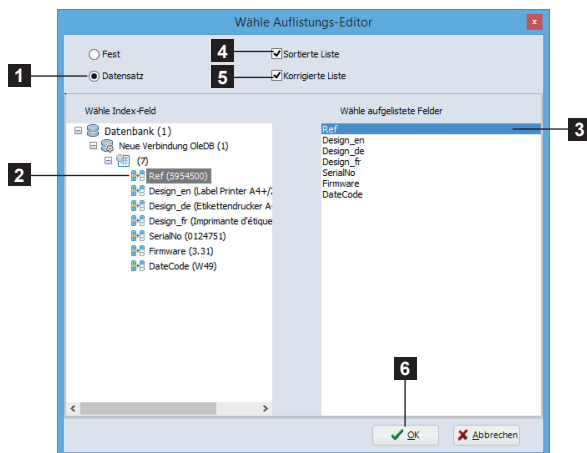 Wähle Auflistungs-Editor
x
Fest
4
Sortierte Liste
1
Datensatz
5
Korrigierte Liste
Wähle Index-Feld
Wähle aufgelistete Felder
Datenbank (1)
Neue Verbindung OleDB (1)
(7)
2
Ref (5954500)
Design_en (Label Printer A4+/
Design_de (Etikettendrucker A
Design_fr (Imprimante d'étique
SerialNo (0124751)
Firmware (3.31)
DateCode (W49)
Ref
3
Design_en
Design_de
Design_fr
SerialNo
Firmware
DateCode
6
OK
Abbrechen